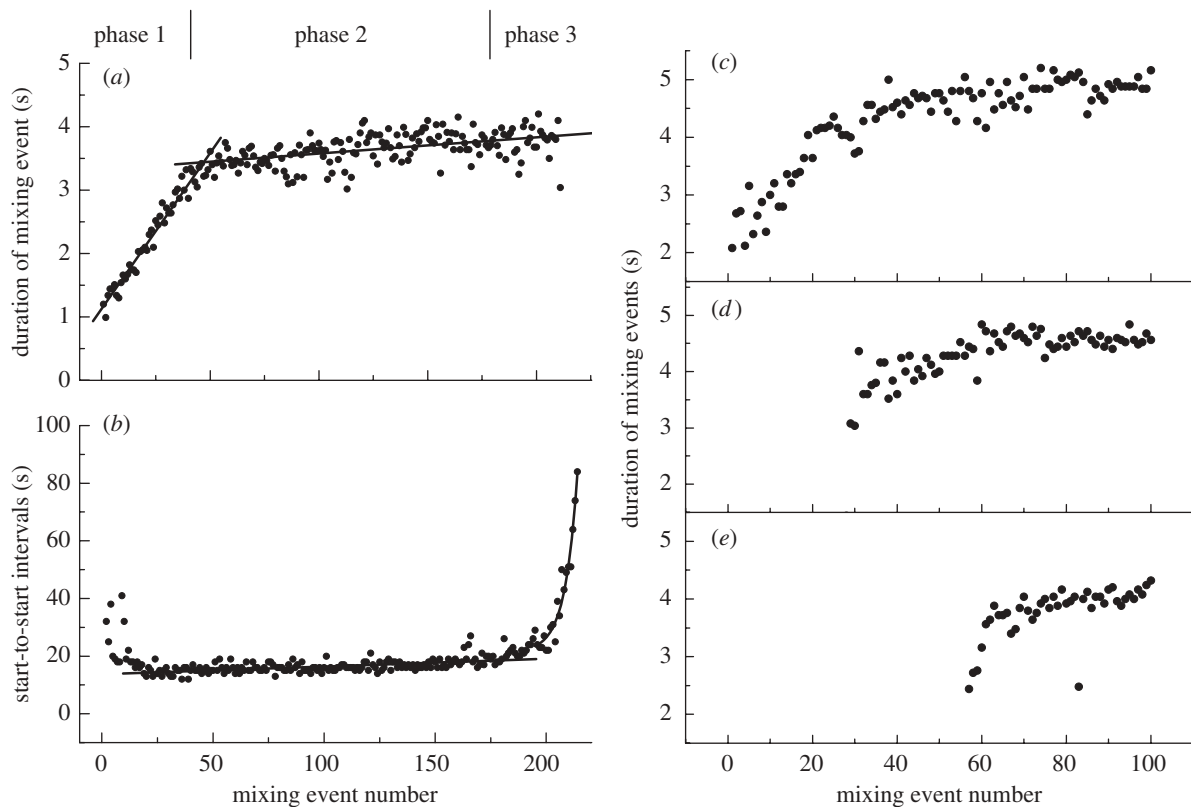 phase 1
phase 2
phase 3
(a)
5
4
3
2
1
0
duration of mixing event (s)
(b)
100
80
60
40
20
0
start-to-start intervals (s)
0 50 100 150 200
mixing event number
(c)
5
4
3
2
(d)
5
4
3
2
(e)
5
4
3
2
duration of mixing events (s)
0 20 40 60 80 100
mixing event number